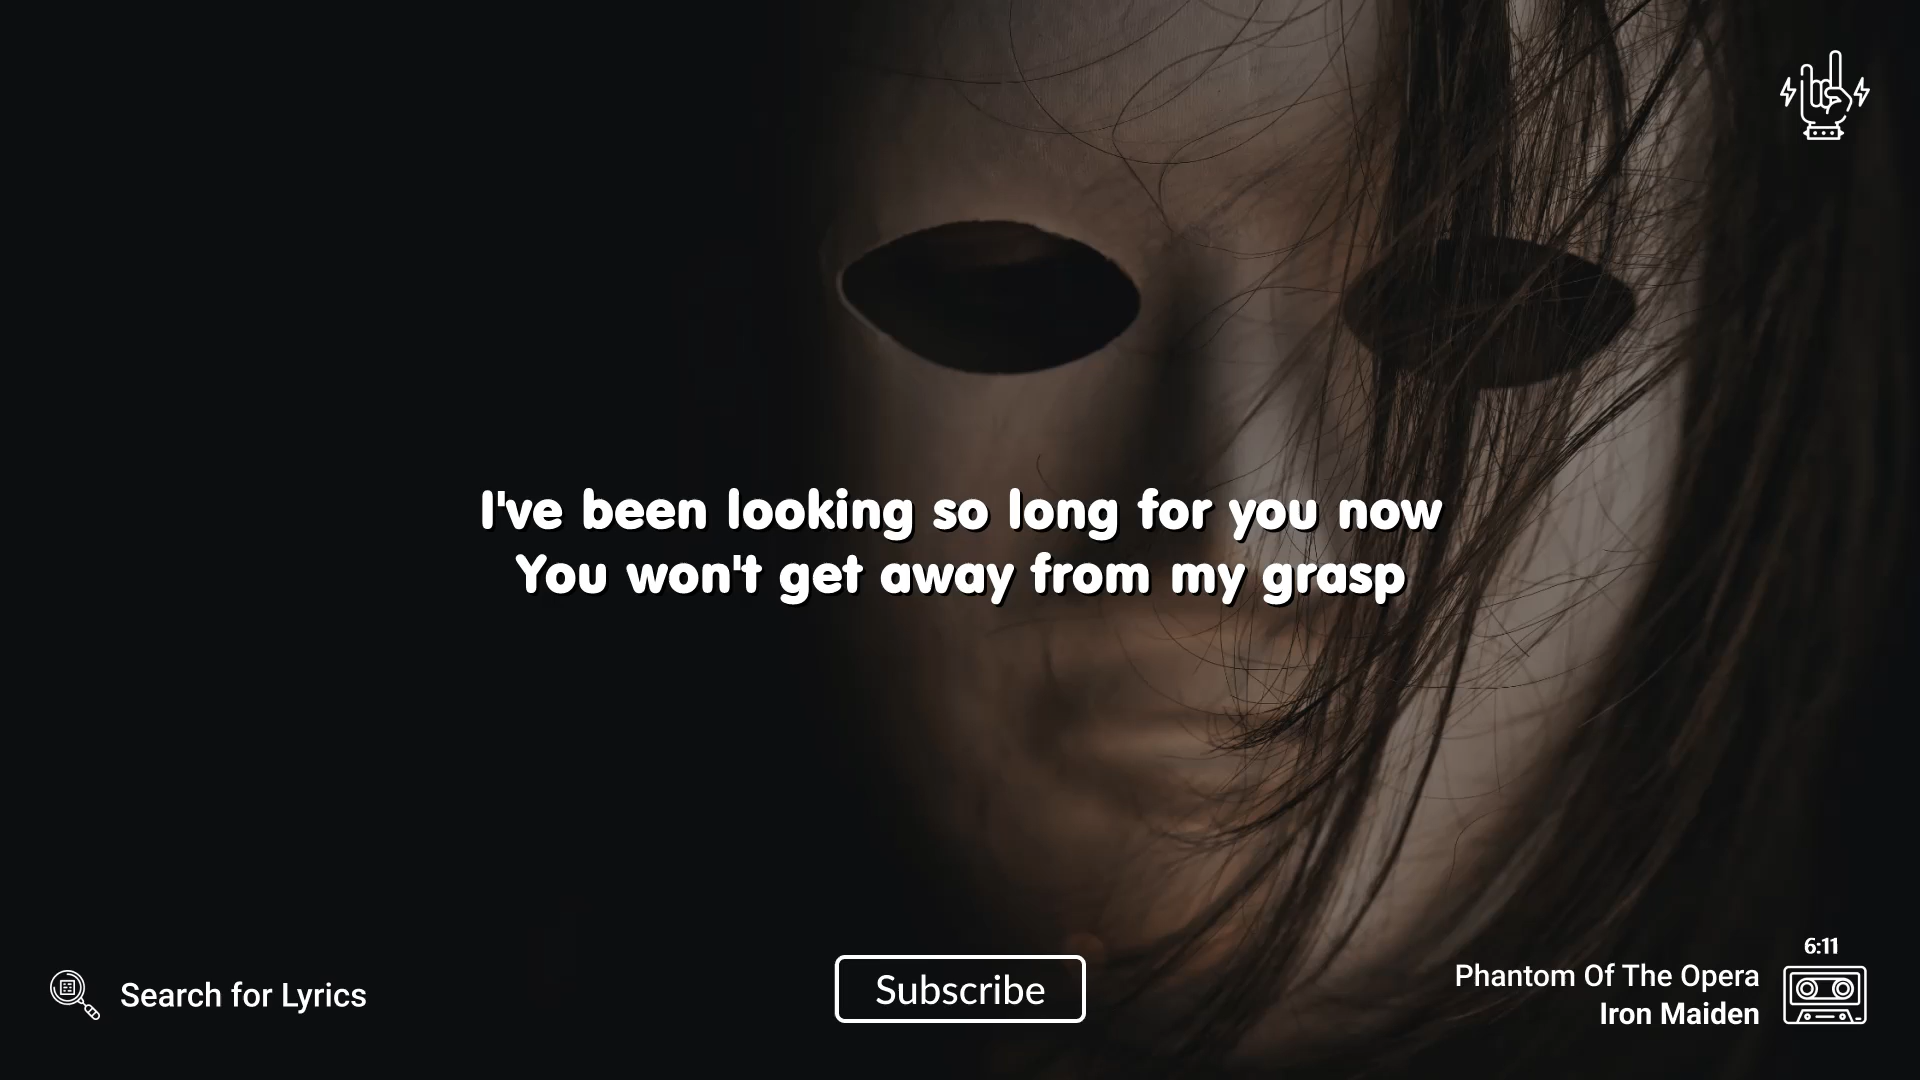 I've been looking so long for you now
You won't get away from my grasp
Search for Lyrics
Subscribe
6:11
Phantom Of The Opera
Iron Maiden